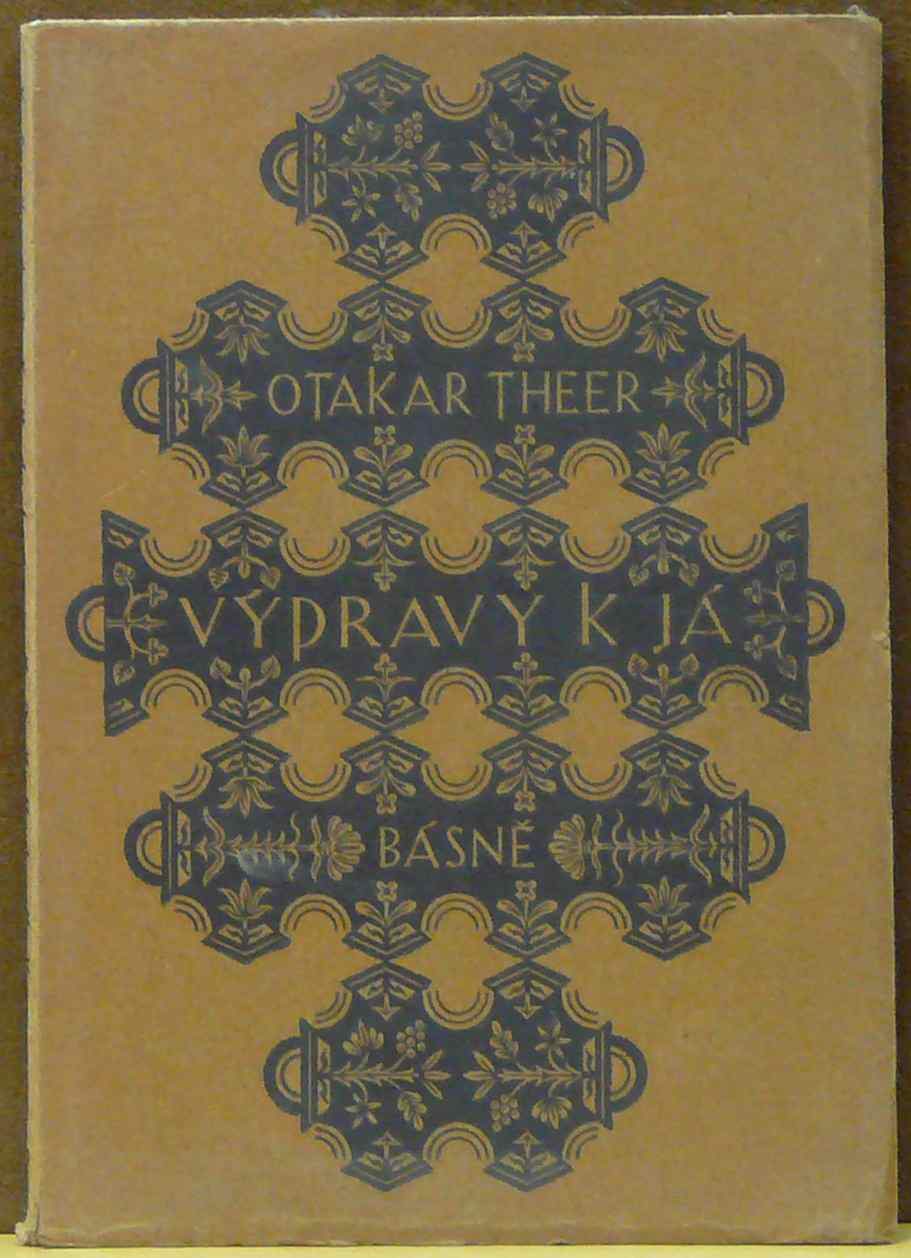 OTAKAR THEER
VÝPRAVY K JÁ
BÁSNĚ